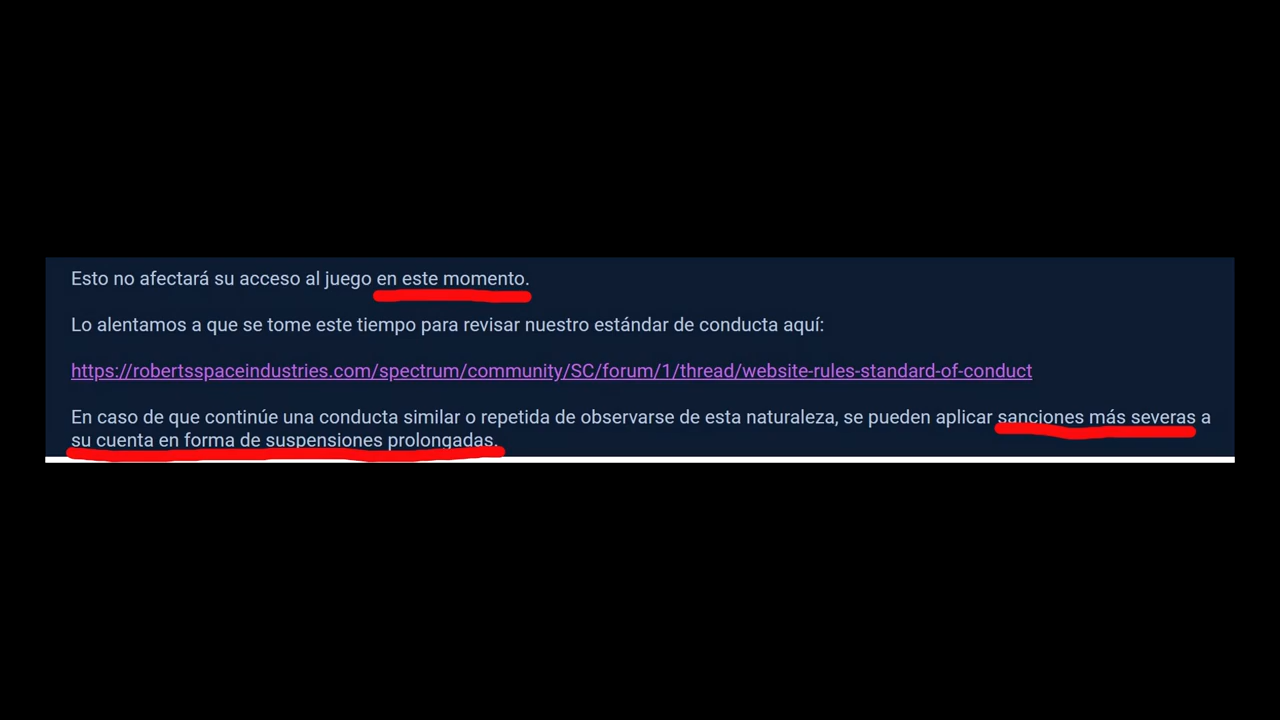 Esto no afectará su acceso al juego en este momento.
Lo alentamos a que se tome este tiempo para revisar nuestro estándar de conducta aquí:
https://robertsspaceindustries.com/spectrum/community/SC/forum/1/thread/website-rules-standard-of-conduct
En caso de que continúe una conducta similar o repetida de observarse de esta naturaleza, se pueden aplicar sanciones más severas a
su cuenta en forma de suspensiones prolongadas.